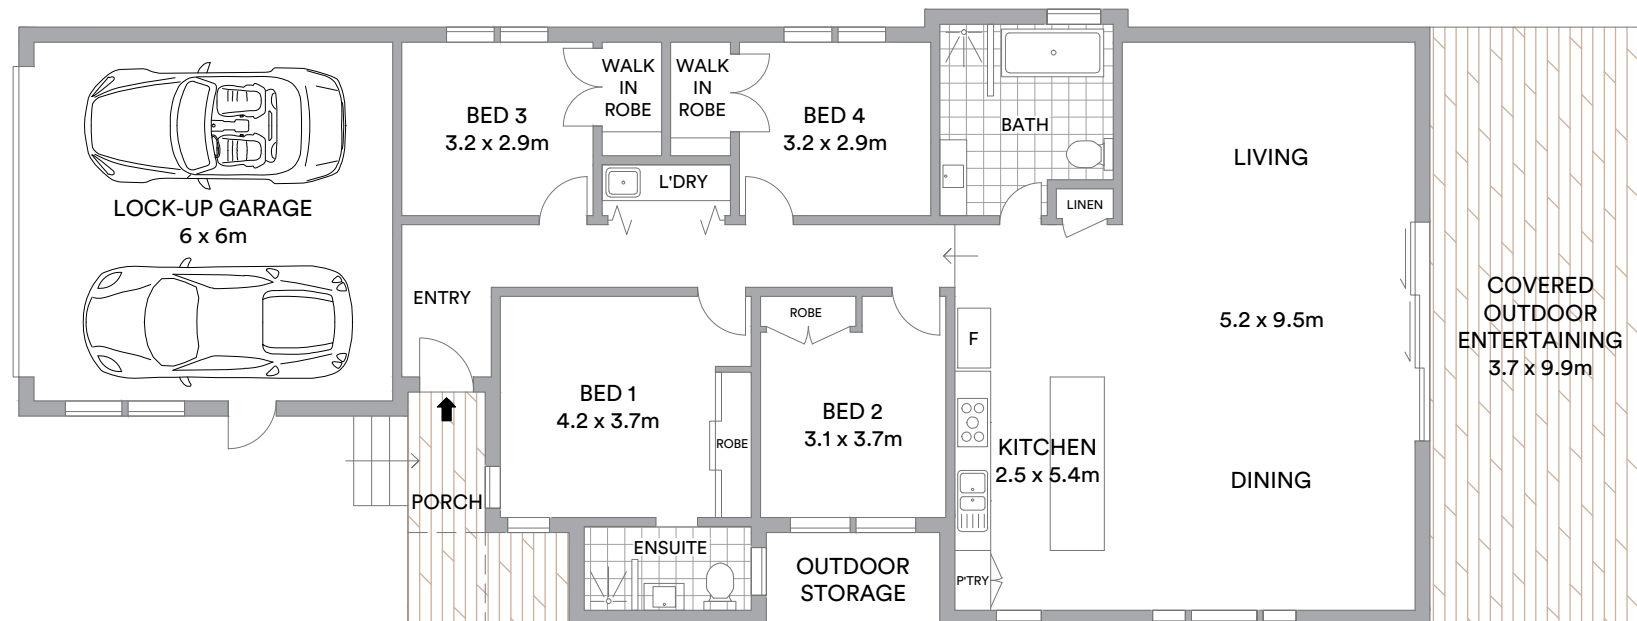 WALK
IN
ROBE
WALK
IN
ROBE
BED 3
3.2 x 2.9m
BED 4
3.2 x 2.9m
BATH
LIVING
L'DRY
LINEN
LOCK-UP GARAGE
6 x 6m
ENTRY
ROBE
F
5.2 x 9.5m
COVERED
OUTDOOR
ENTERTAINING
3.7 x 9.9m
BED 1
4.2 x 3.7m
ROBE
BED 2
3.1 x 3.7m
KITCHEN
2.5 x 5.4m
DINING
PORCH
ENSUITE
OUTDOOR
STORAGE
P'TRY